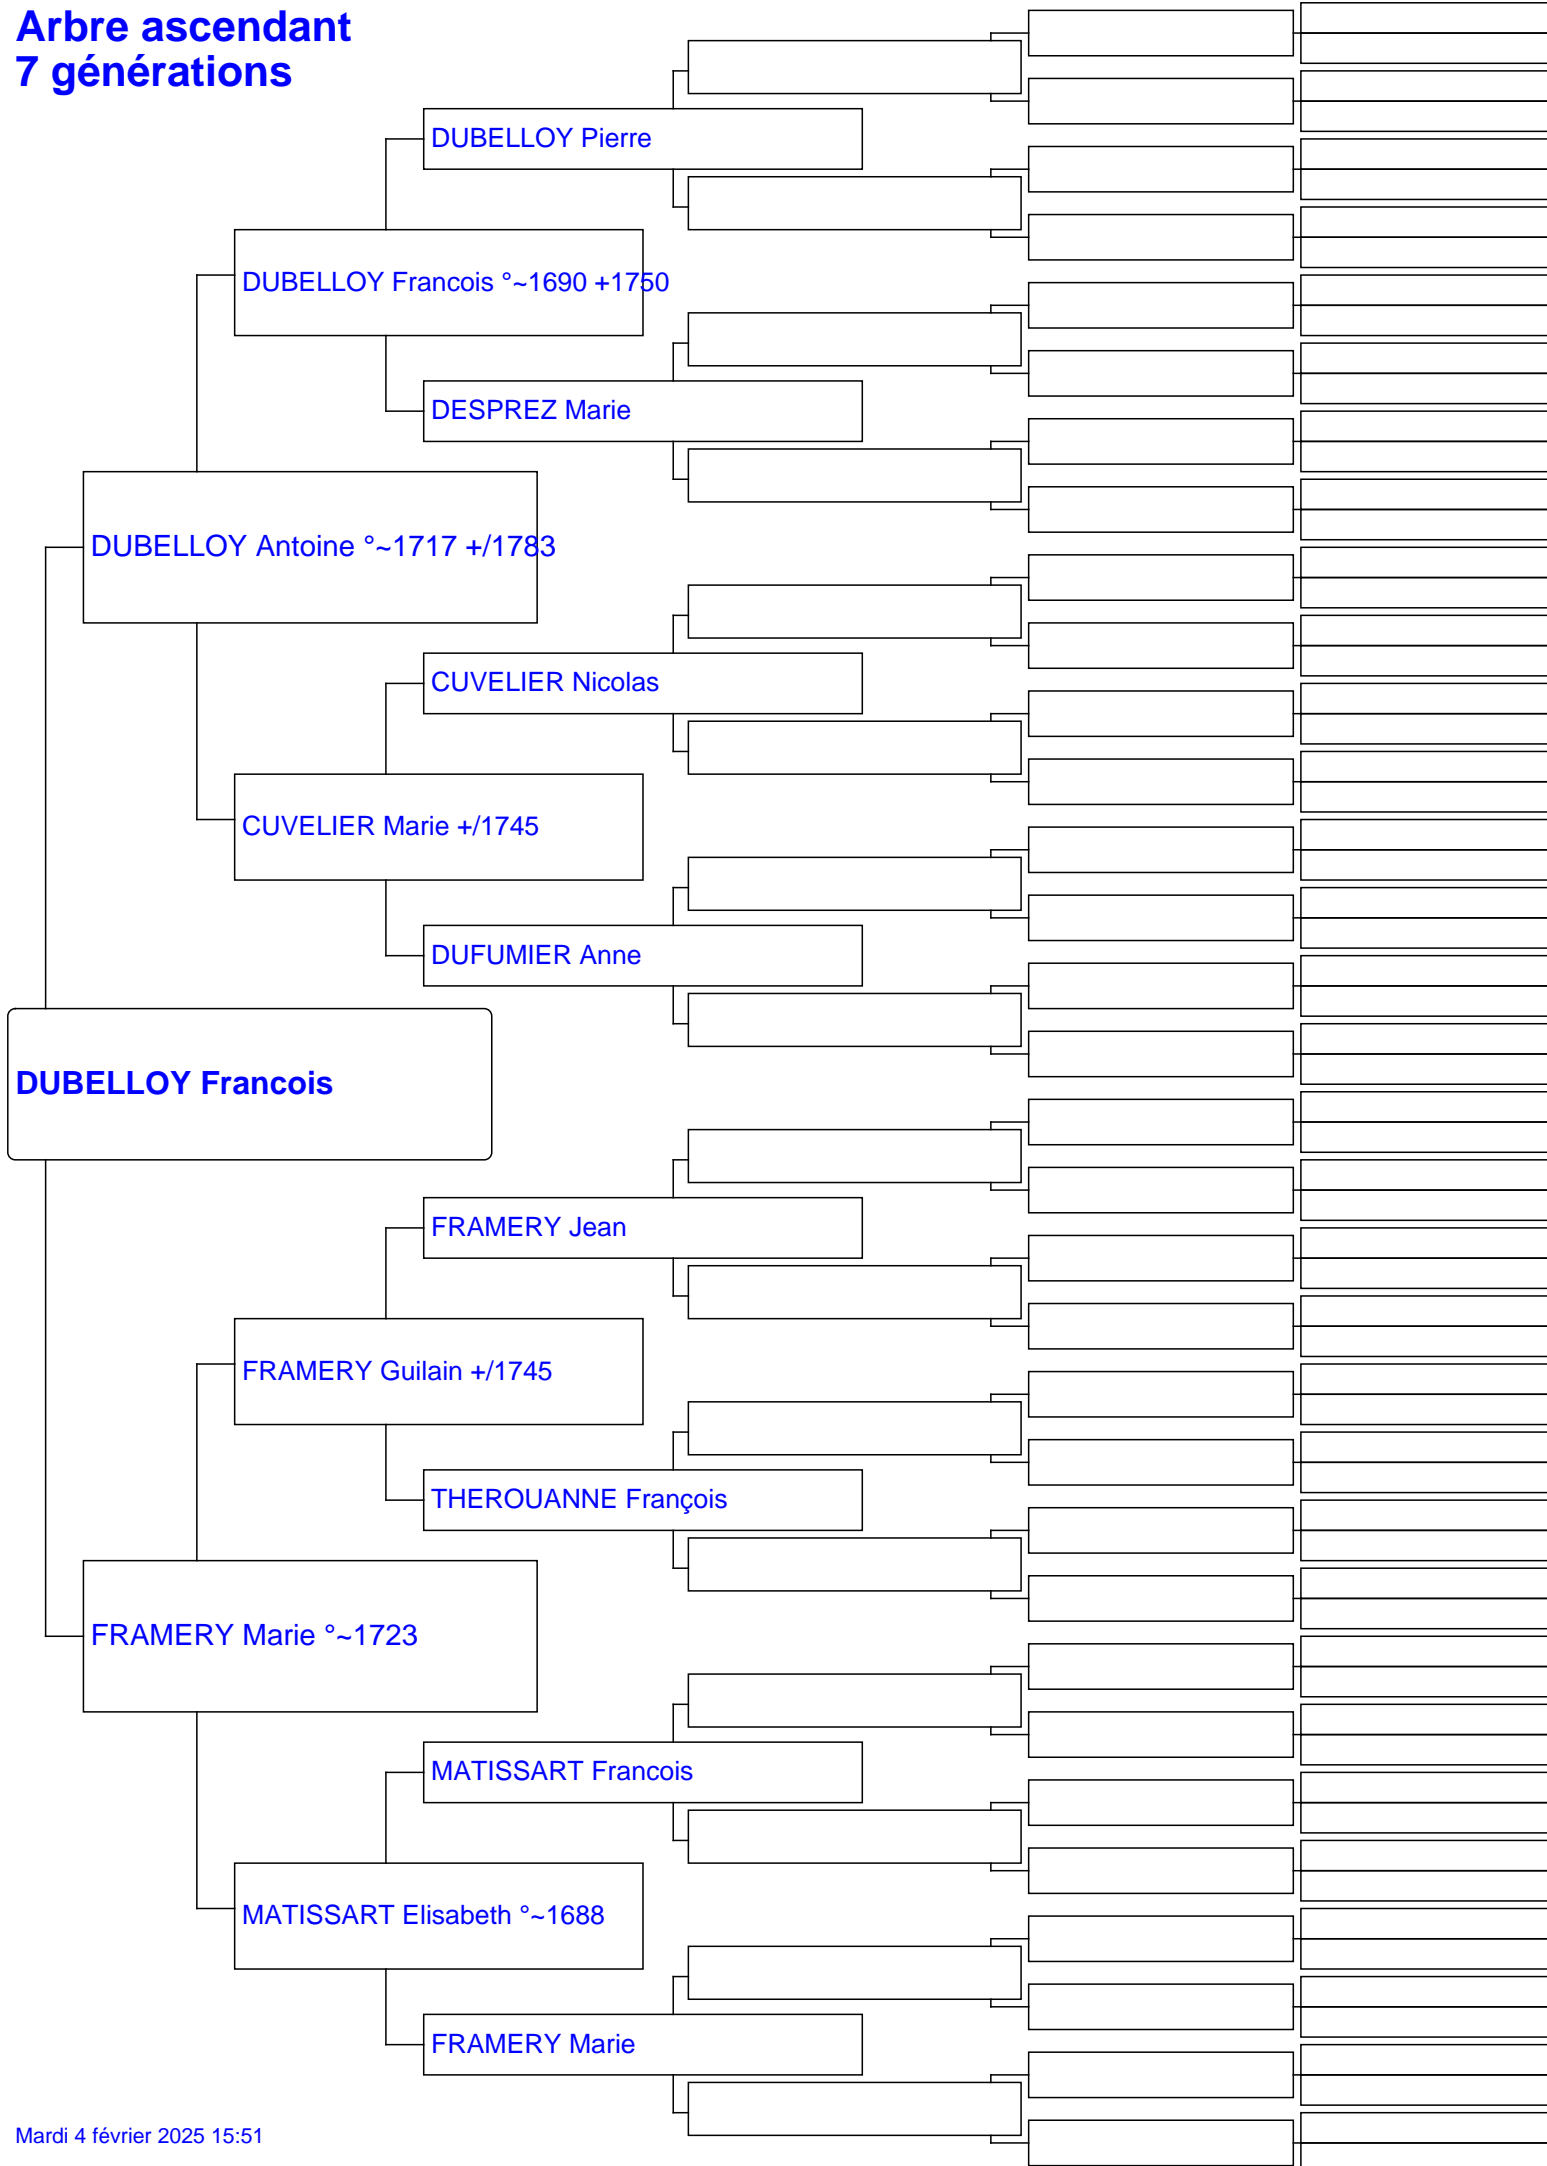 Arbre ascendant
7 générations
DUBELLOY Pierre
DUBELLOY Francois °~1690 +1750
DESPREZ Marie
DUBELLOY Antoine °~1717 +/1783
CUVELIER Nicolas
CUVELIER Marie +/1745
DUFUMIER Anne
DUBELLOY Francois
FRAMERY Jean
FRAMERY Guilain +/1745
THEROUANNE François
FRAMERY Marie °~1723
MATISSART Francois
MATISSART Elisabeth °~1688
FRAMERY Marie
Mardi 4 février 2025 15:51